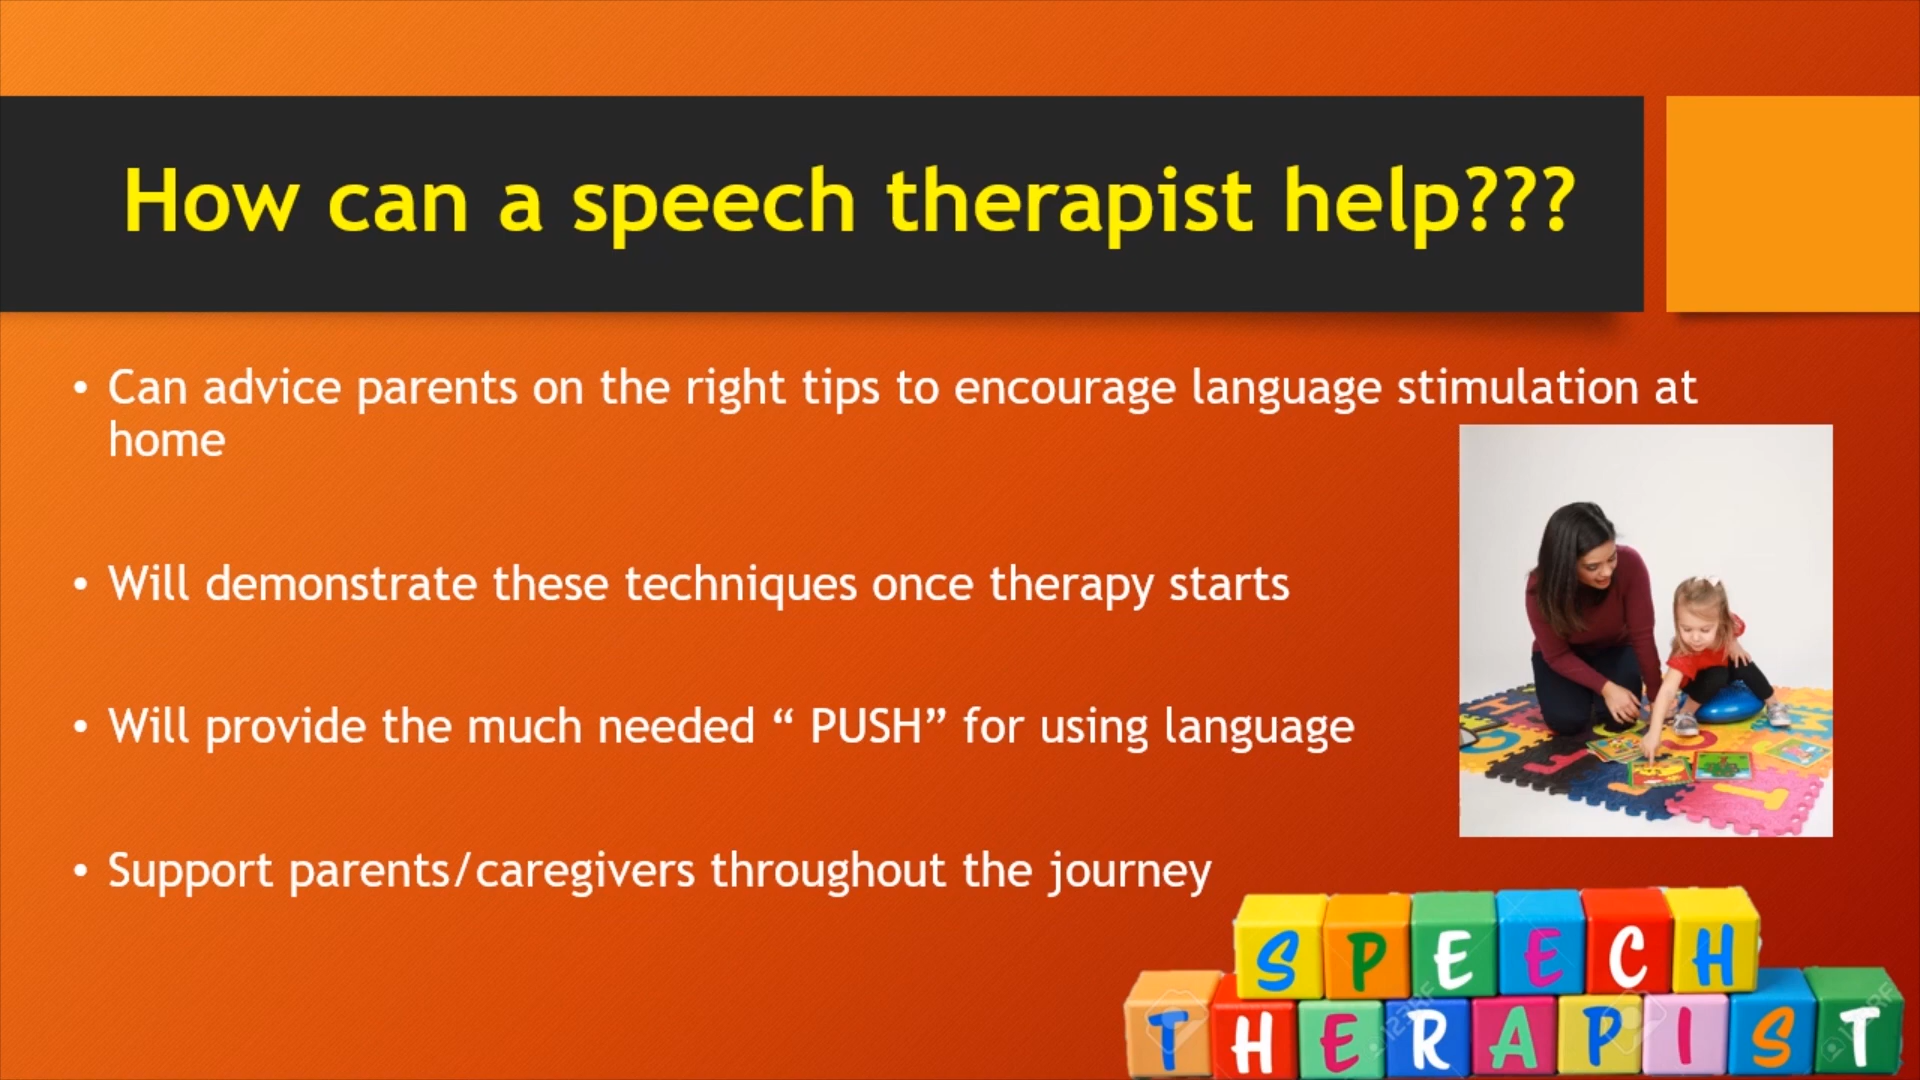 How can a speech therapist help???
• Can advice parents on the right tips to encourage language stimulation at
home
• Will demonstrate these techniques once therapy starts
• Will provide the much needed “ PUSH” for using language
• Support parents/caregivers throughout the journey
SPEECH
THERAPIST